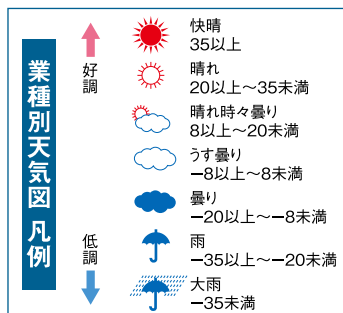 業種別天気図 凡例
好調
低調
快晴
35以上
晴れ
20以上～35未満
晴れ時々曇り
8以上～20未満
うす曇り
−8以上～8未満
曇り
−20以上～−8未満
雨
−35以上～−20未満
大雨
−35未満